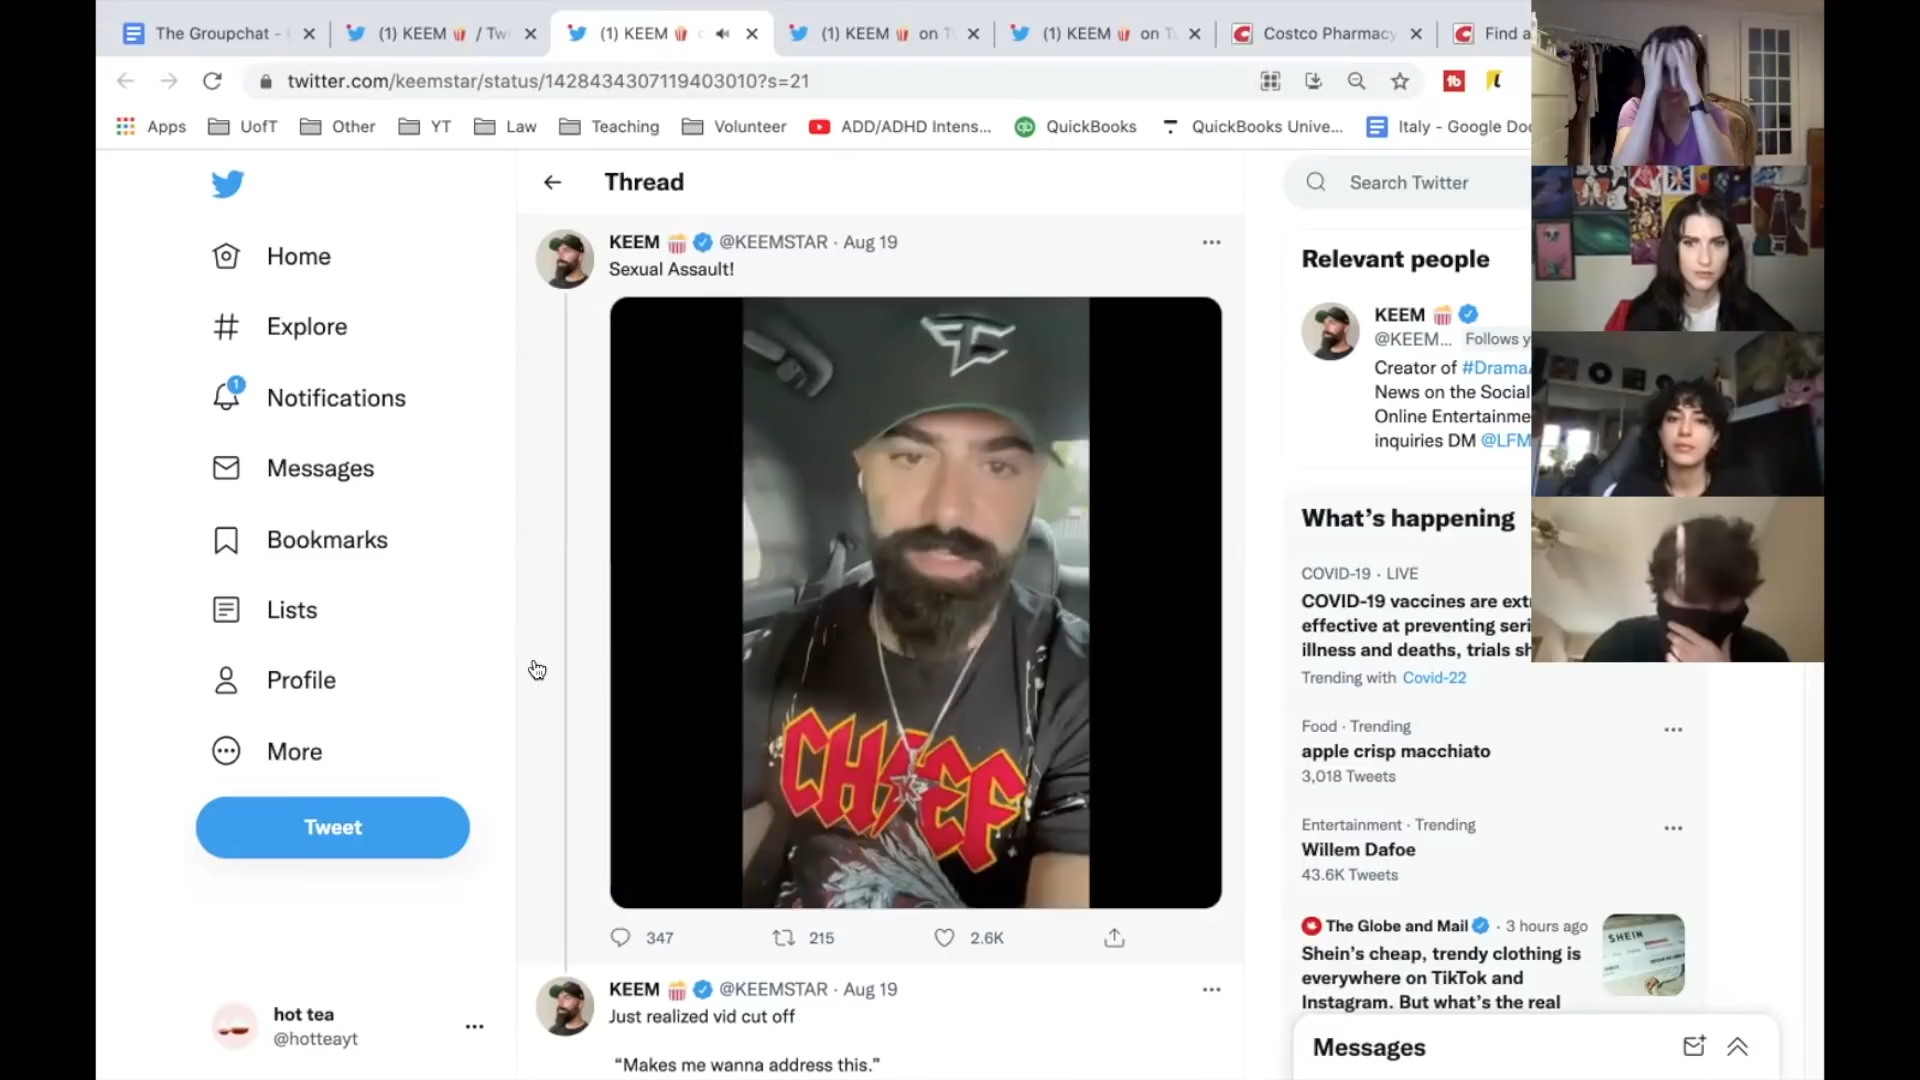 The Groupchat -
(1) KEEM / Twi
(1) KEEM
(1) KEEM on T
(1) KEEM on T
Costco Pharmacy
Find a
twitter.com/keemstar/status/1428434307119403010?s=21
Apps
UofT
Other
YT
Law
Teaching
Volunteer
ADD/ADHD Intens...
QuickBooks
QuickBooks Unive...
Italy - Google Doc
Thread
Search Twitter
Home
Explore
1
Notifications
Messages
Bookmarks
Lists
Profile
More
Tweet
hot tea
@hotteayt
KEEM @KEEMSTAR · Aug 19
Sexual Assault!
CHIEF
347
215
2.6K
KEEM @KEEMSTAR · Aug 19
Just realized vid cut off
“Makes me wanna address this.”
Relevant people
KEEM
@KEEM... Follows y
Creator of #DramaA
News on the Social
Online Entertainme
inquiries DM @LFM
What’s happening
COVID-19 · LIVE
COVID-19 vaccines are ext
effective at preventing seri
illness and deaths, trials sh
Trending with Covid-22
Food · Trending
apple crisp macchiato
3,018 Tweets
Entertainment · Trending
Willem Dafoe
43.6K Tweets
The Globe and Mail · 3 hours ago
Shein’s cheap, trendy clothing is
everywhere on TikTok and
Instagram. But what’s the real
SHEIN
Messages